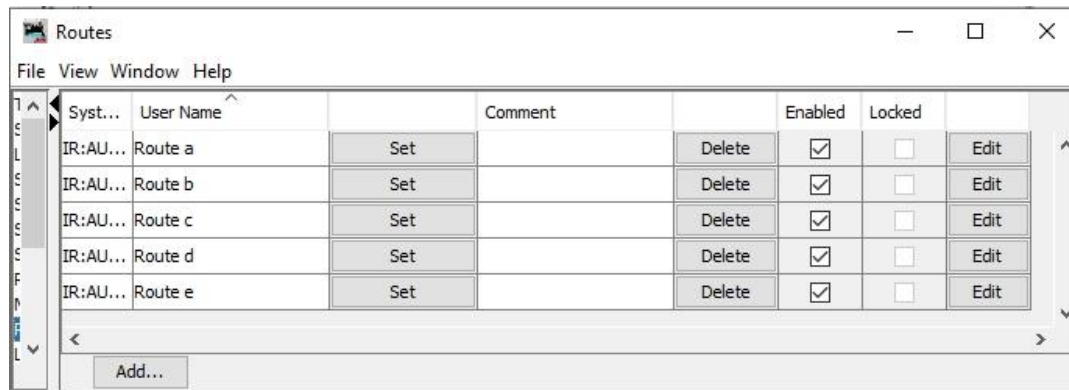 Routes
File View Window Help
Syst... User Name Comment Enabled Locked
IR:AU... Route a Set Delete Edit
IR:AU... Route b Set Delete Edit
IR:AU... Route c Set Delete Edit
IR:AU... Route d Set Delete Edit
IR:AU... Route e Set Delete Edit
Add...